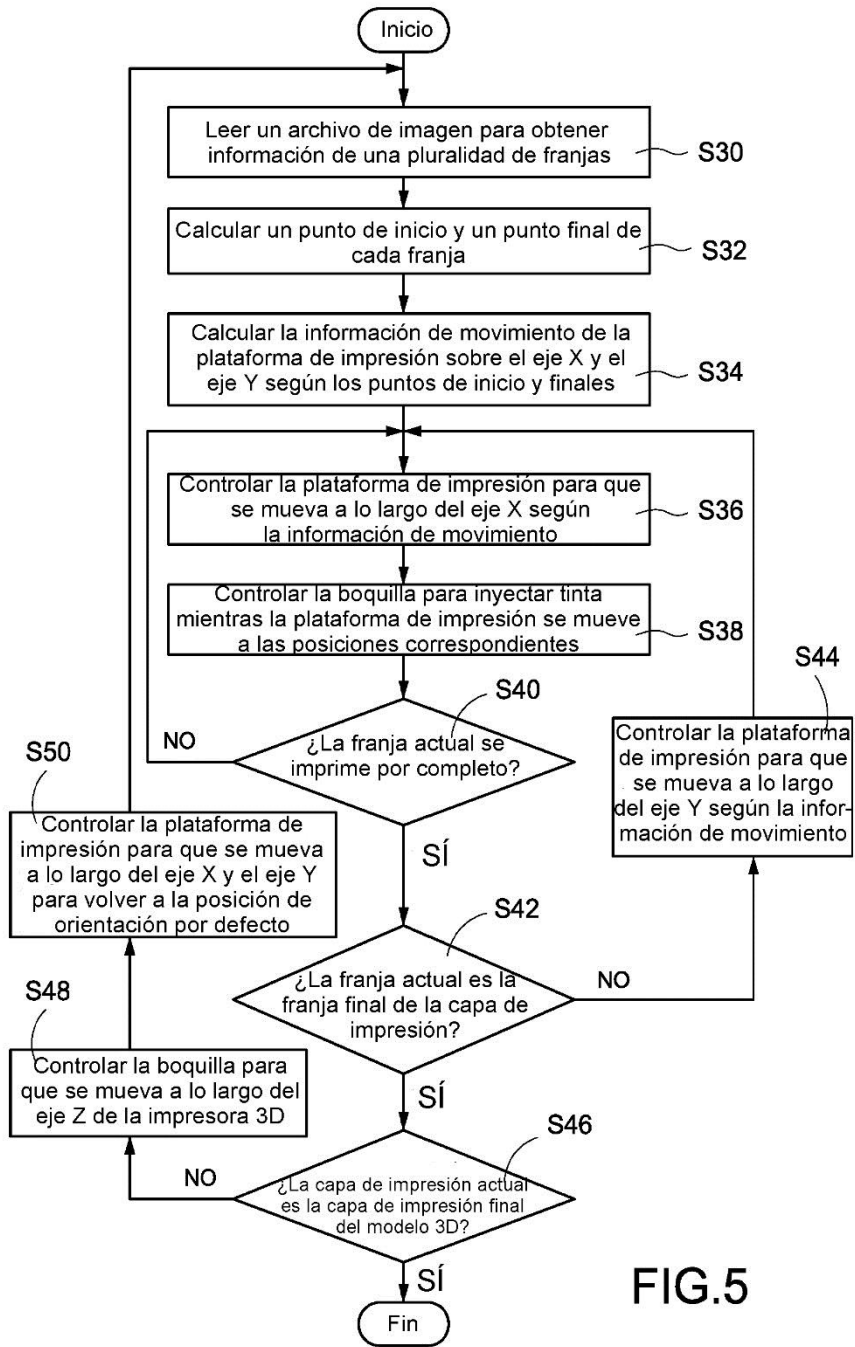 Inicio
Leer un archivo de imagen para obtener
información de una pluralidad de franjas
S30
Calcular un punto de inicio y un punto final de
cada franja
S32
Calcular la información de movimiento de la
plataforma de impresión sobre el eje X y el
eje Y según los puntos de inicio y finales
S34
Controlar la plataforma de impresión para que
se mueva a lo largo del eje X según
la información de movimiento
S36
Controlar la boquilla para inyectar tinta
mientras la plataforma de impresión se mueve
a las posiciones correspondientes
S38
S40
¿La franja actual se
imprime por completo?
NO
SÍ
S44
Controlar la plataforma
de impresión para que
se mueva a lo largo
del eje Y según la infor-
mación de movimiento
S42
¿La franja actual es la
franja final de la capa de
impresión?
NO
SÍ
S46
¿La capa de impresión actual
es la capa de impresión final
del modelo 3D?
NO
SÍ
S48
Controlar la boquilla para
que se mueva a lo largo del
eje Z de la impresora 3D
S50
Controlar la plataforma de
impresión para que se mueva
a lo largo del eje X y el eje Y
para volver a la posición de
orientación por defecto
Fin
FIG.5